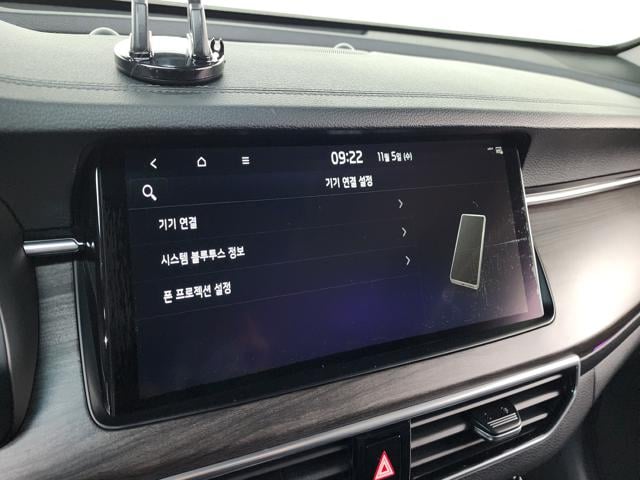 09:22 11월 5일 (수)
기기 연결 설정
기기 연결
시스템 블루투스 정보
폰 프로젝션 설정